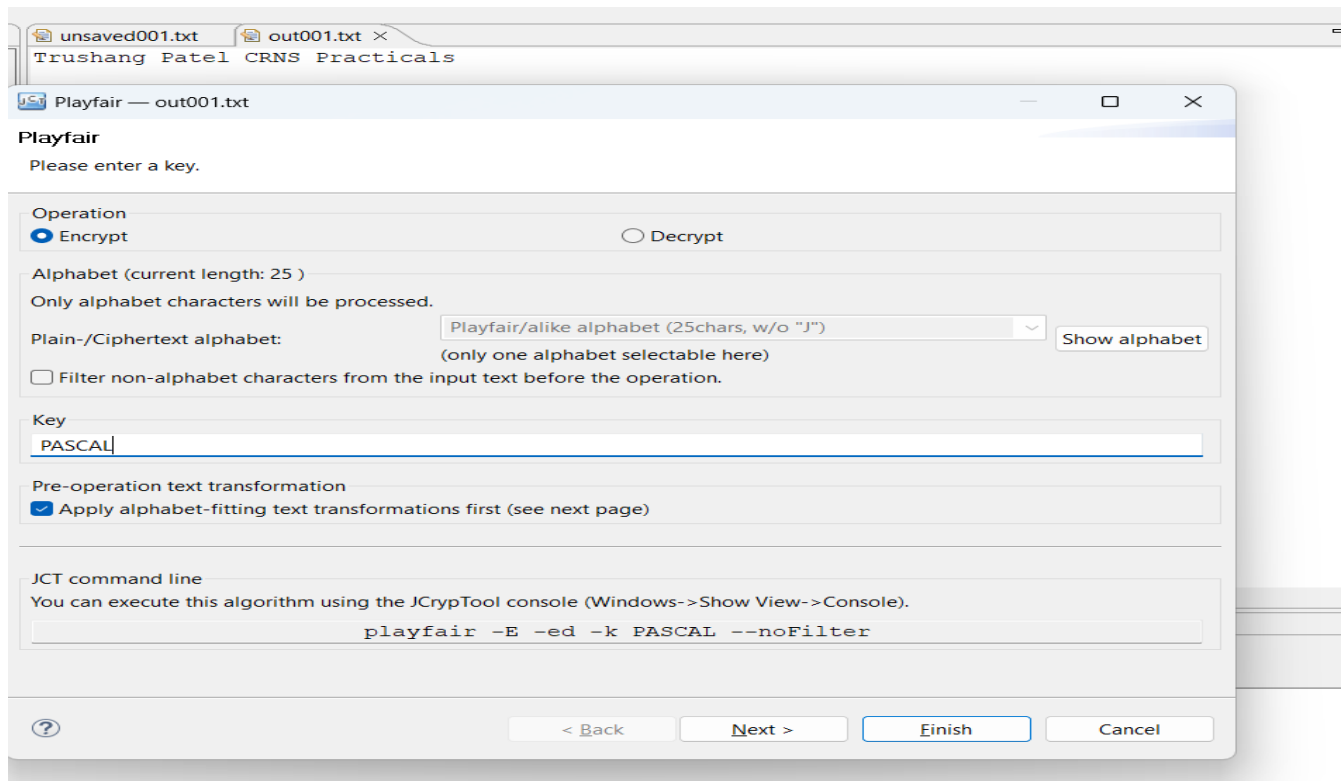 unsaved001.txt out001.txt
Trushang Patel CRNS Practicals
JCT Playfair — out001.txt
Playfair
Please enter a key.
Operation
Encrypt Decrypt
Alphabet (current length: 25 )
Only alphabet characters will be processed.
Plain-/Ciphertext alphabet: Playfair/alike alphabet (25chars, w/o "J") Show alphabet
(only one alphabet selectable here)
Filter non-alphabet characters from the input text before the operation.
Key
PASCAL
Pre-operation text transformation
Apply alphabet-fitting text transformations first (see next page)
JCT command line
You can execute this algorithm using the JCrypTool console (Windows->Show View->Console).
playfair -E -ed -k PASCAL --noFilter
? < Back Next > Finish Cancel